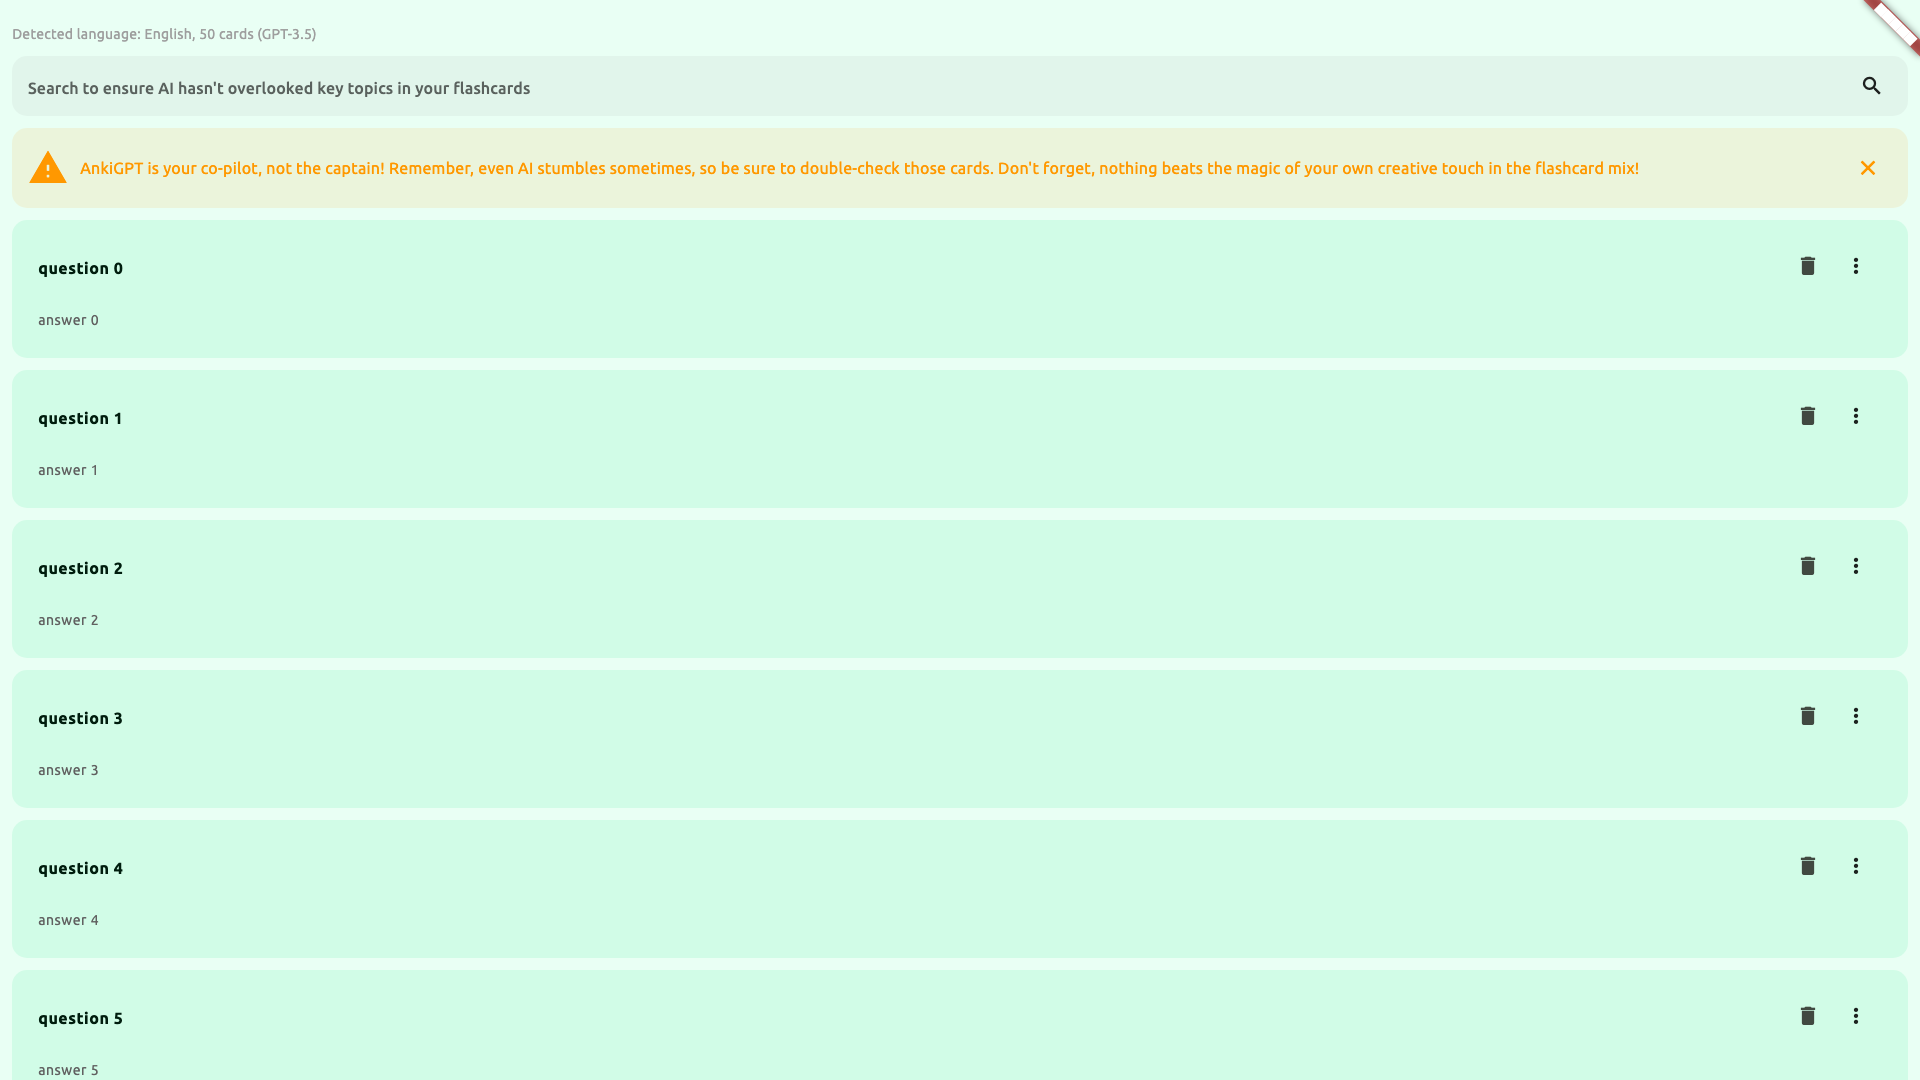 Detected language: English, 50 cards (GPT-3.5)
Search to ensure AI hasn't overlooked key topics in your flashcards
AnkiGPT is your co-pilot, not the captain! Remember, even AI stumbles sometimes, so be sure to double-check those cards. Don't forget, nothing beats the magic of your own creative touch in the flashcard mix!
question 0
answer 0
question 1
answer 1
question 2
answer 2
question 3
answer 3
question 4
answer 4
question 5
answer 5